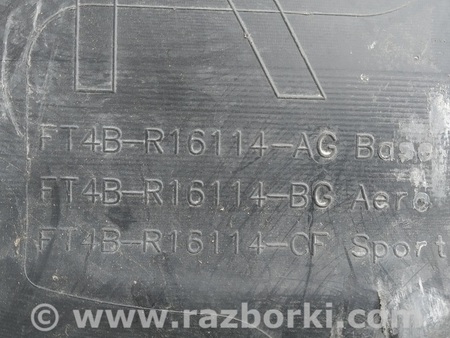 FT4B-R16114-AG Base
FT4B-R16114-BG Aero
FT4B-R16114-CF Sport
© www.razborki.com